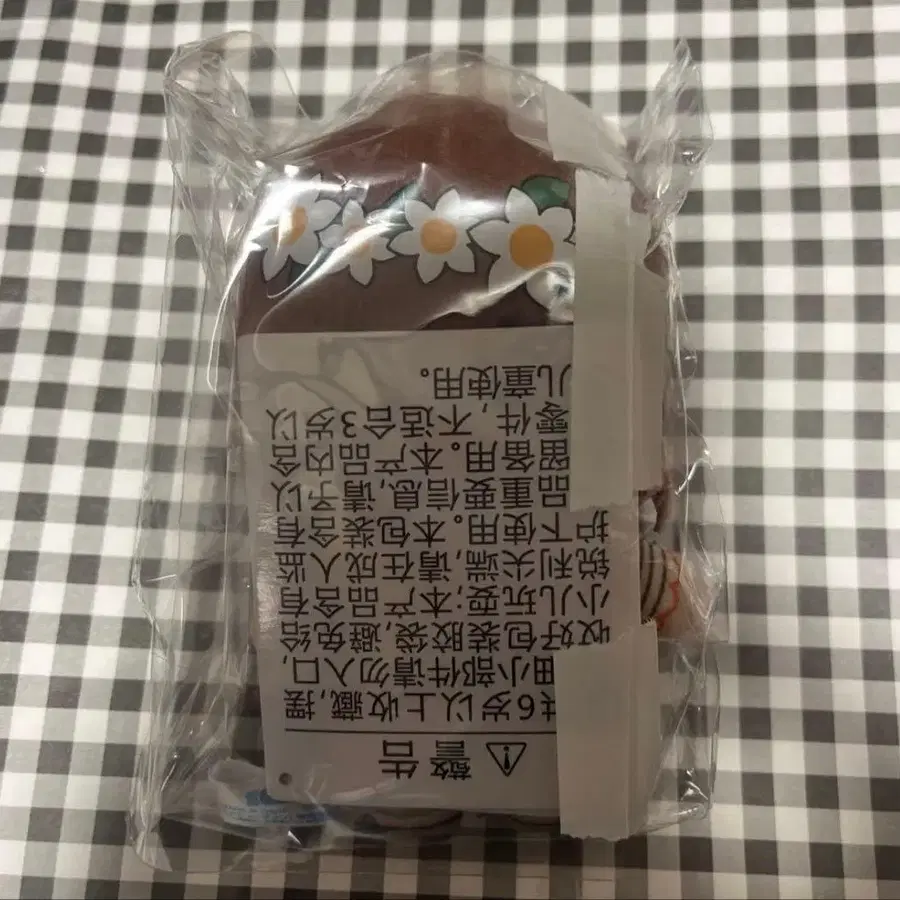 警告
供6岁以上收藏,摆
小部件请勿入口,
收好包装胶袋,避免给
小儿玩耍;本产品含有
锐利尖端,请在成人监
护下使用。本包装含有
品重要信息,请予以
留备用。本产品内含
零件,不适合3岁以
儿童使用。